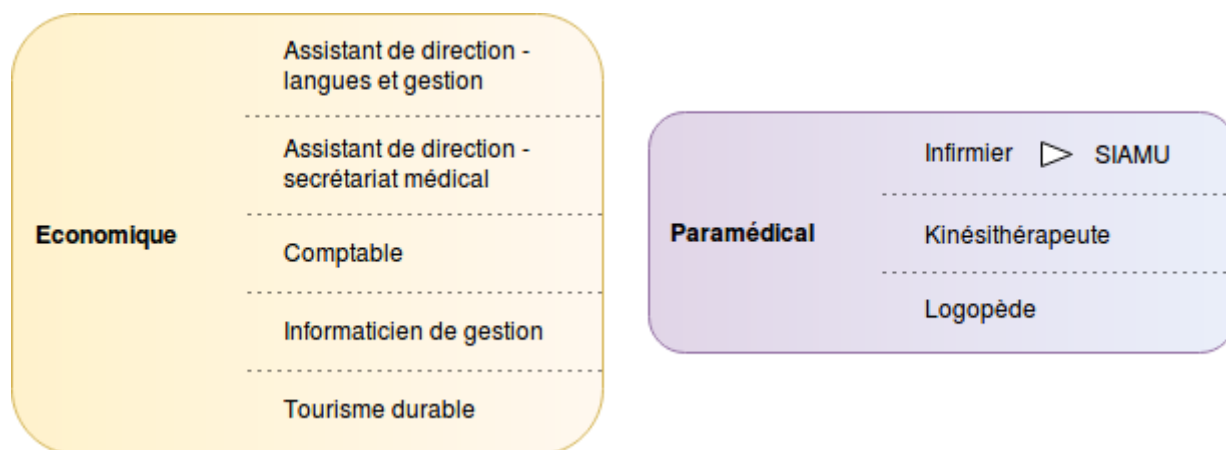 Economique
Assistant de direction -
langues et gestion
Assistant de direction -
secrétariat médical
Comptable
Informaticien de gestion
Tourisme durable
Paramédical
Infirmier SIAMU
Kinésithérapeute
Logopède